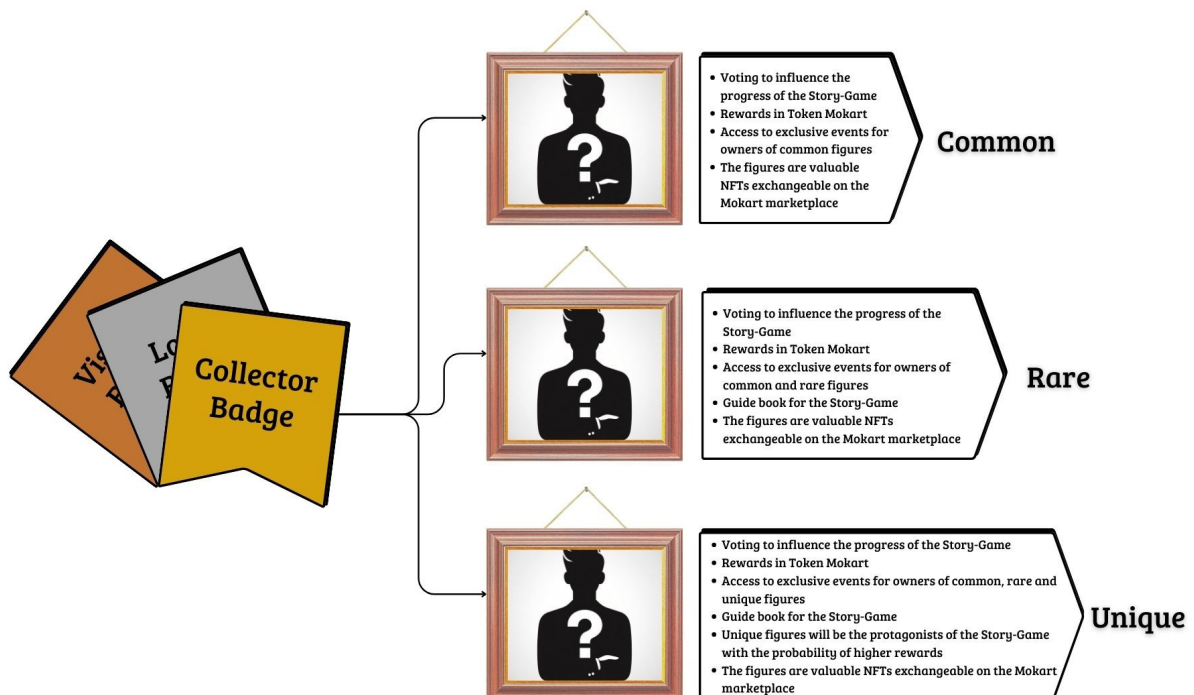 Voting to influence the
progress of the Story-Game
Rewards in Token Mokart
Access to exclusive events for
owners of common figures
The figures are valuable
NFTs exchangeable on the
Mokart marketplace
Common
Collector
Badge
Voting to influence the progress of the
Story-Game
Rewards in Token Mokart
Access to exclusive events for owners of
common and rare figures
Guide book for the Story-Game
The figures are valuable NFTs
exchangeable on the Mokart marketplace
Rare
Voting to influence the progress of the Story-Game
Rewards in Token Mokart
Access to exclusive events for owners of common, rare and
unique figures
Guide book for the Story-Game
Unique figures will be the protagonists of the Story-Game
with the probability of higher rewards
The figures are valuable NFTs exchangeable on the Mokart
marketplace
Unique
?
?
?